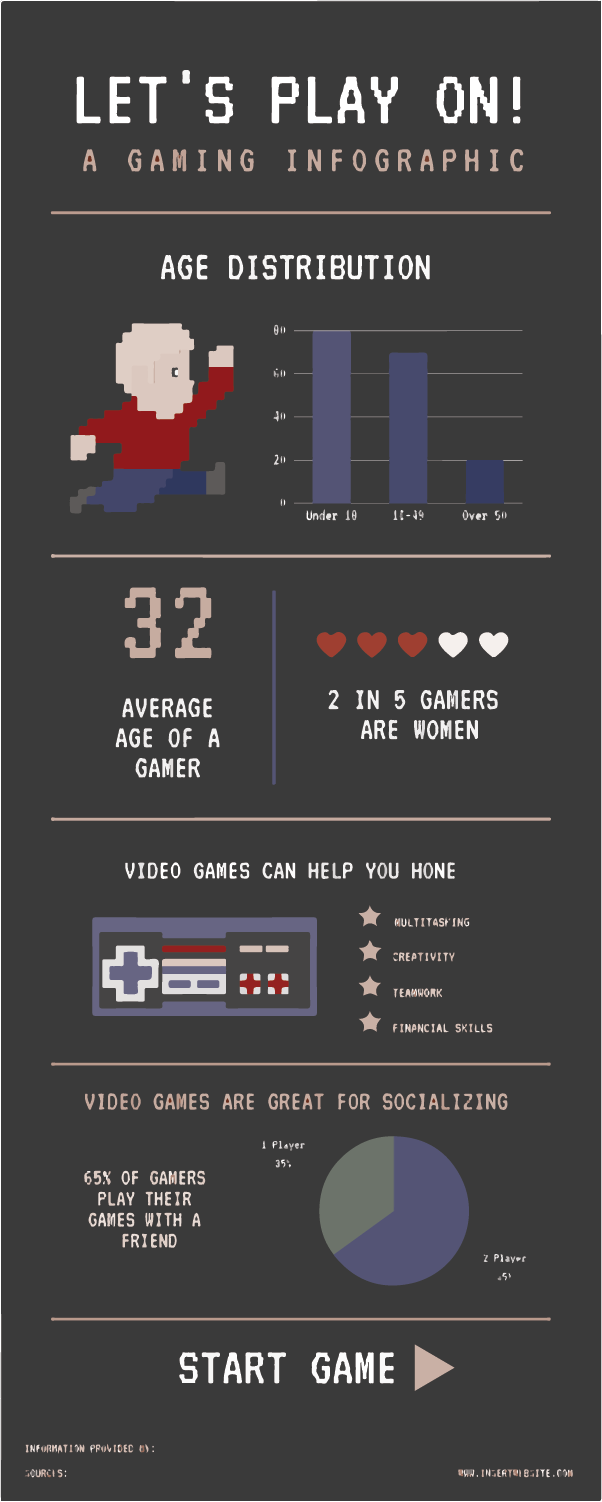 LET'S PLAY ON!
A GAMING INFOGRAPHIC
AGE DISTRIBUTION
80
60
40
20
0
Under 18
18-49
Over 50
32
AVERAGE
AGE OF A
GAMER
2 IN 5 GAMERS
ARE WOMEN
VIDEO GAMES CAN HELP YOU HONE
MULTITASKING
CREATIVITY
TEAMWORK
FINANCIAL SKILLS
VIDEO GAMES ARE GREAT FOR SOCIALIZING
65% OF GAMERS
PLAY THEIR
GAMES WITH A
FRIEND
1 Player
35%
2 Player
START GAME
INFORMATION PROVIDED BY:
SOURCES:
WWW.INSERTWEBSITE.COM